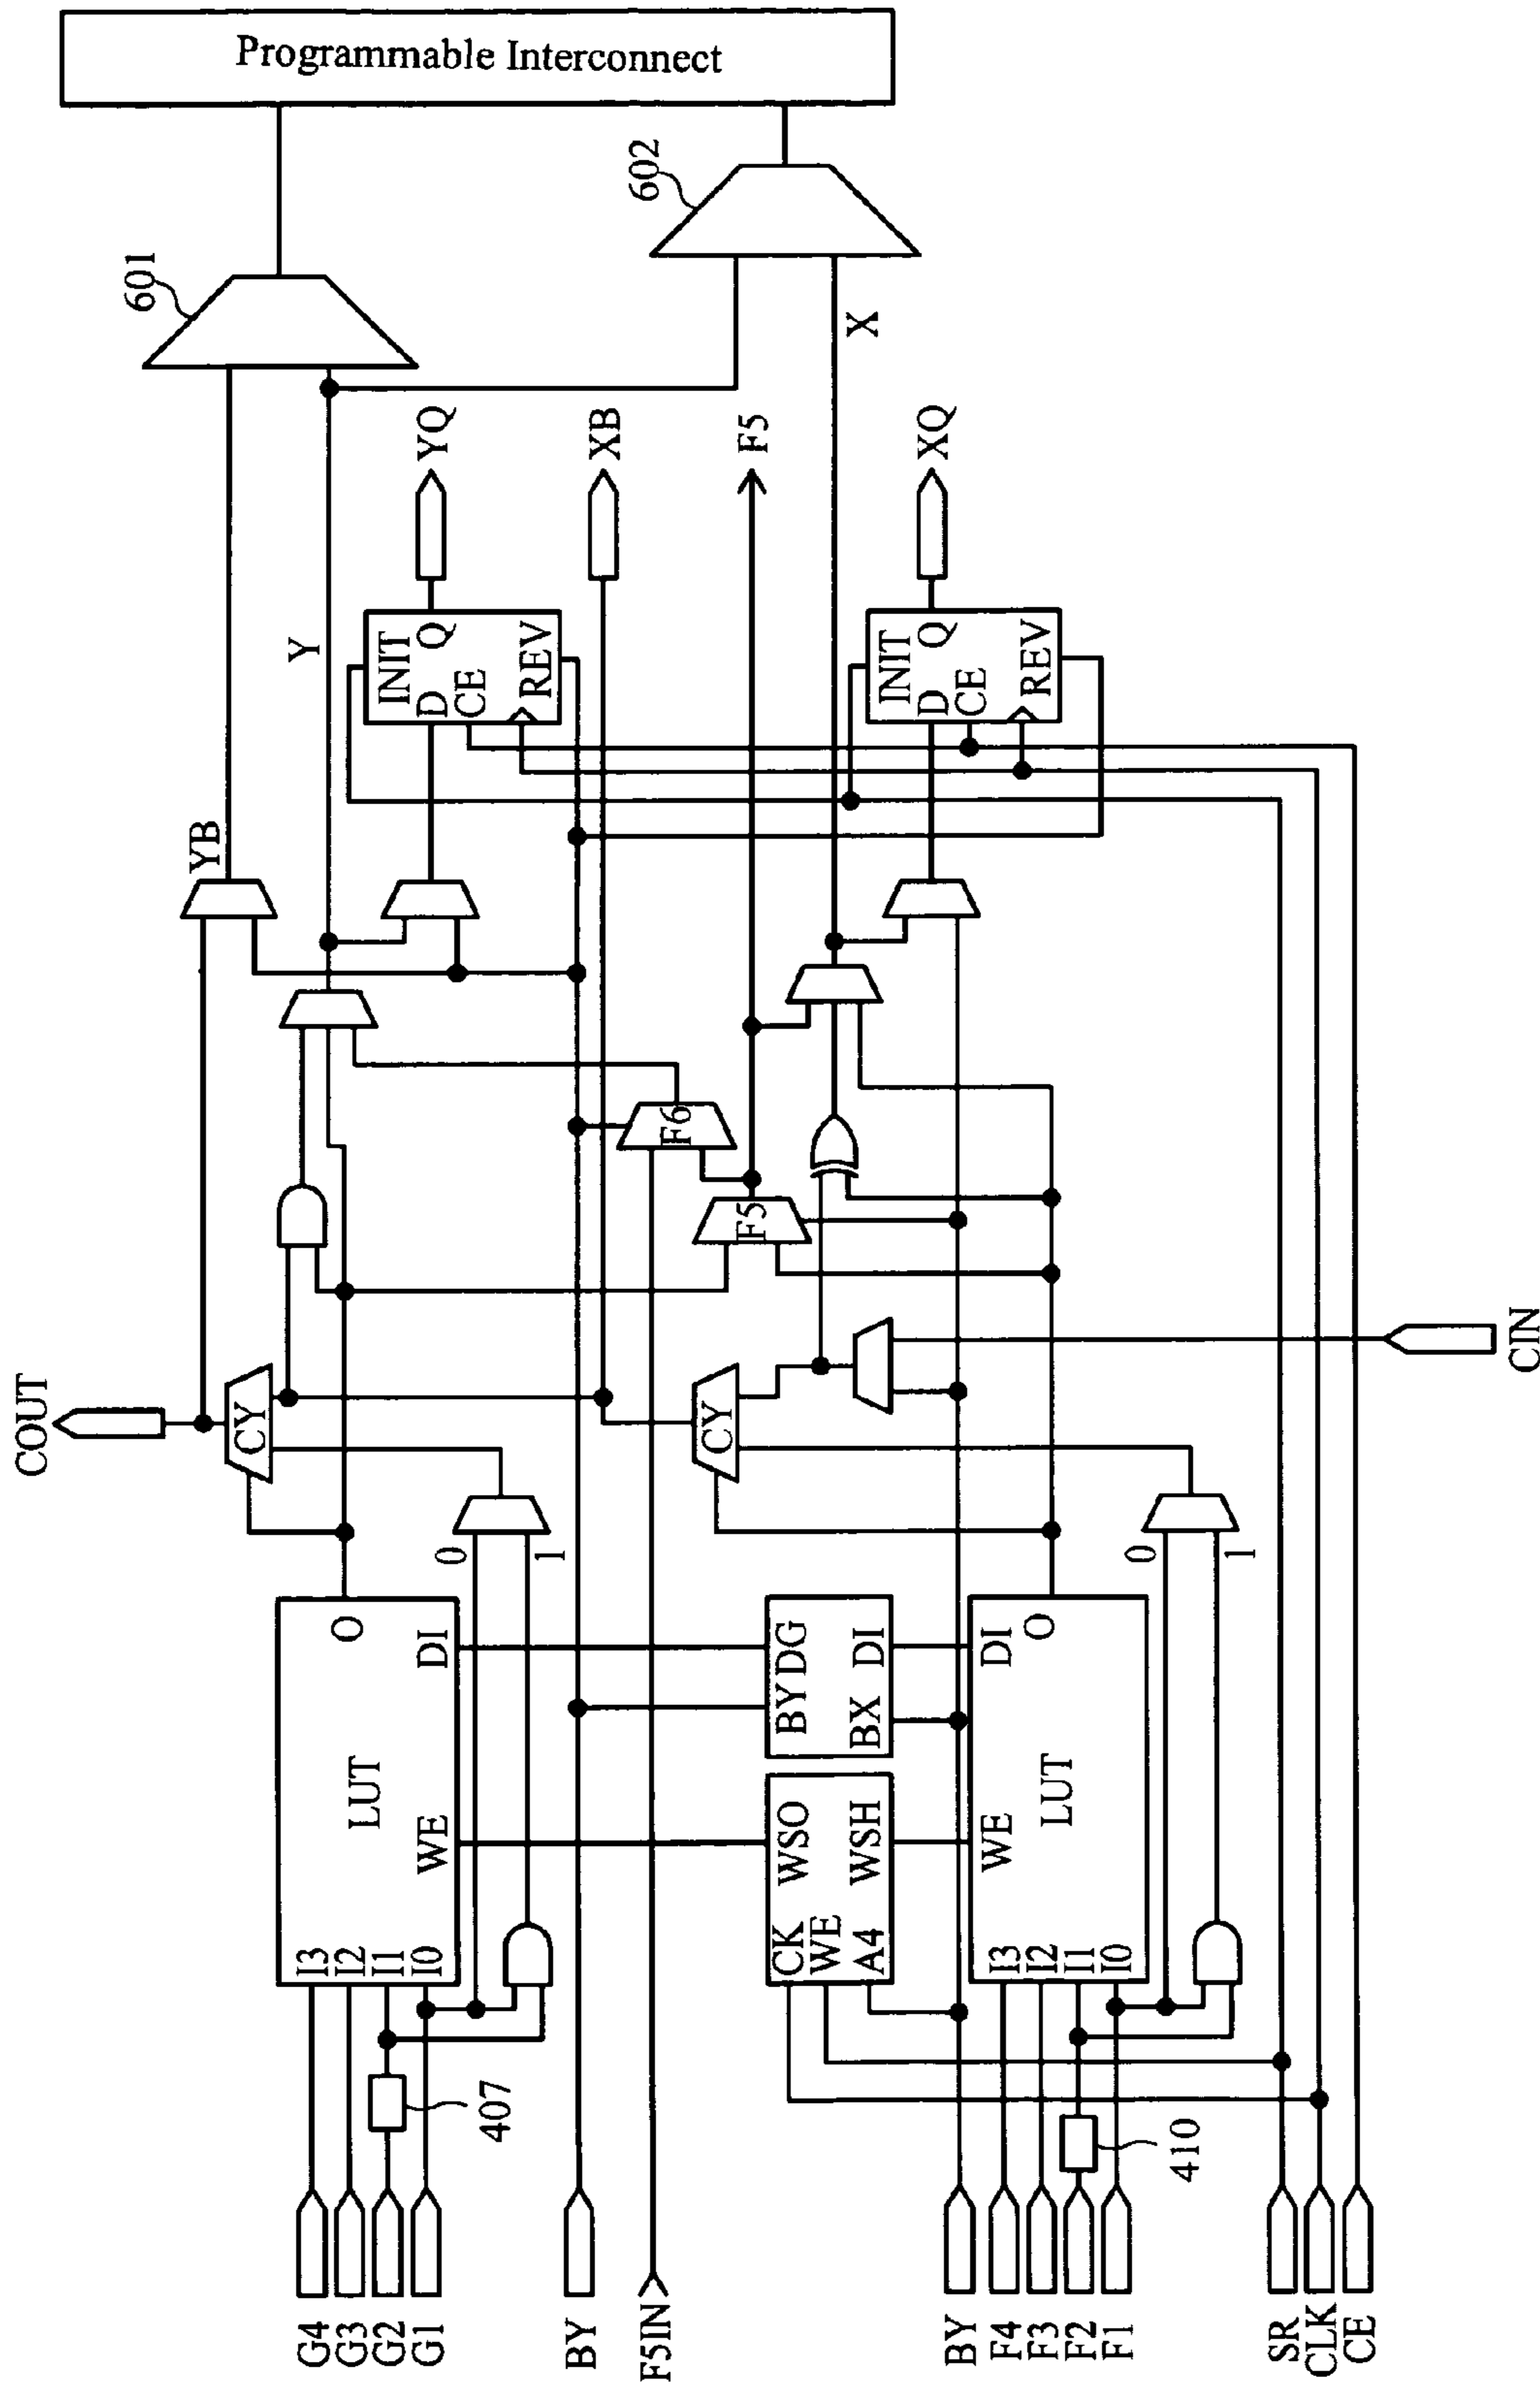 Programmable Interconnect
601
602
YB
Y
X
YQ
XB
F5
XQ
INIT
D Q
CE
REV
INIT
D Q
CE
REV
F6
F5
COUT
CY
CY
CIN
0
1
0
1
LUT
O
DI
WE
I3
I2
I1
I0
BY DG
BX DI
CK WSO
WE
A4 WSH
LUT
DI
O
WE
I3
I2
I1
I0
407
410
G4
G3
G2
G1
BY
F5IN
BY
F4
F3
F2
F1
SR
CLK
CE